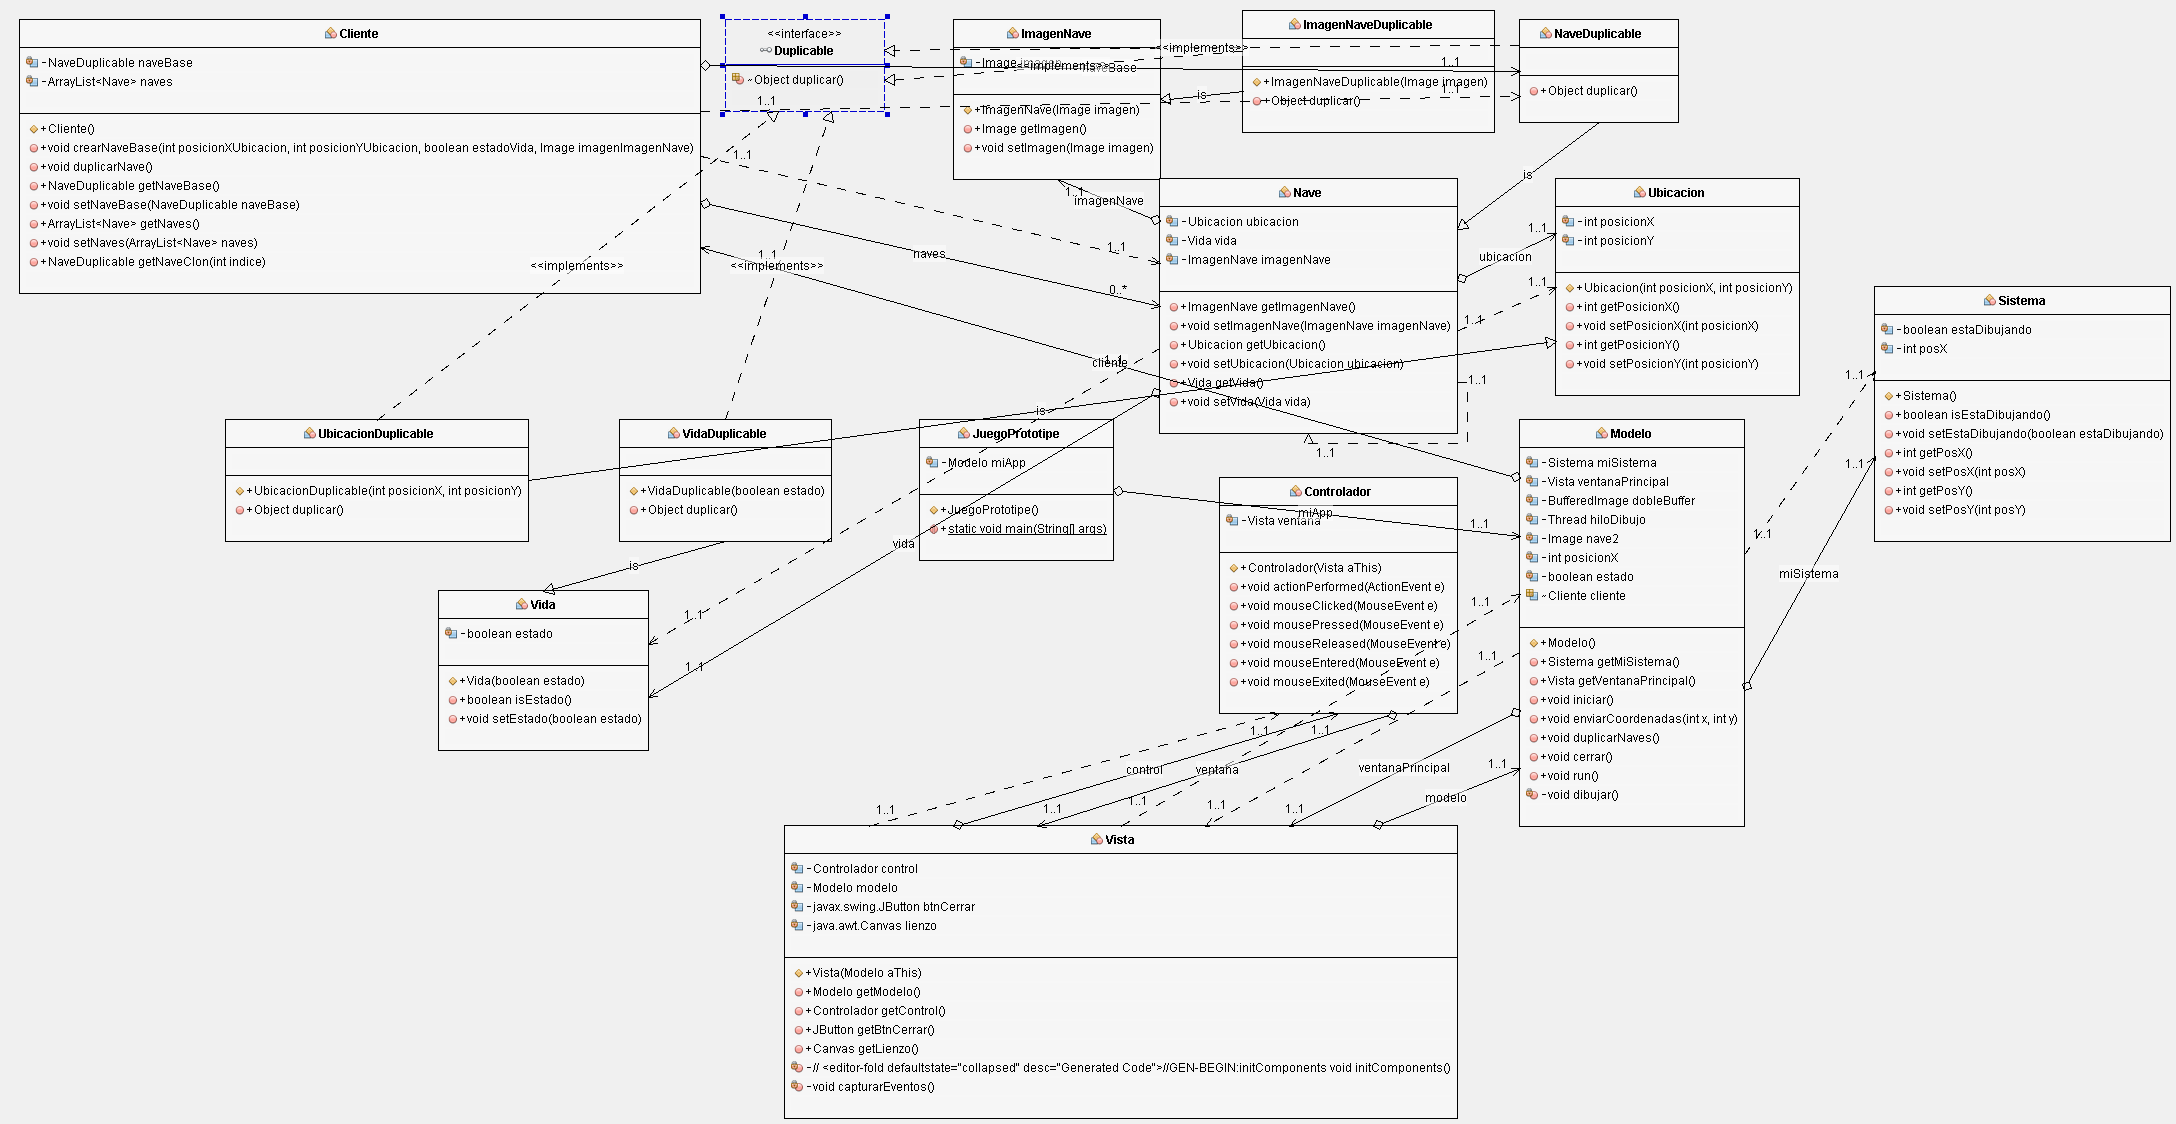 Cliente
-NaveDuplicable naveBase
-ArrayList<Nave> naves
+Cliente()
+void crearNaveBase(int posicionXUbicacion, int posicionYUbicacion, boolean estadoVida, Image imagenImagenNave)
+void duplicarNave()
+NaveDuplicable getNaveBase()
+void setNaveBase(NaveDuplicable naveBase)
+ArrayList<Nave> getNaves()
+void setNaves(ArrayList<Nave> naves)
+NaveDuplicable getNaveClon(int indice)
<<interface>>
Duplicable
~Object duplicar()
1..1
ImagenNave
-Image imagen
+ImagenNave(Image imagen)
+Image getImagen()
+void setImagen(Image imagen)
ImagenNaveDuplicable
+ImagenNaveDuplicable(Image imagen)
+Object duplicar()
NaveDuplicable
+Object duplicar()
<<implements>>
<<implements>>
naveBase
1..1
1..1
is
is
1..1
imagenNave
1..1
1..1
naves
0..*
<<implements>>
<<implements>>
1..1
cliente
1..1
Nave
-Ubicacion ubicacion
-Vida vida
-ImagenNave imagenNave
+ImagenNave getImagenNave()
+void setImagenNave(ImagenNave imagenNave)
+Ubicacion getUbicacion()
+void setUbicacion(Ubicacion ubicacion)
+Vida getVida()
+void setVida(Vida vida)
1..1
ubicacion
1..1
1..1
1..1
1..1
Ubicacion
-int posicionX
-int posicionY
+Ubicacion(int posicionX, int posicionY)
+int getPosicionX()
+void setPosicionX(int posicionX)
+int getPosicionY()
+void setPosicionY(int posicionY)
Sistema
-boolean estaDibujando
-int posX
+Sistema()
+boolean isEstaDibujando()
+void setEstaDibujando(boolean estaDibujando)
+int getPosX()
+void setPosX(int posX)
+int getPosY()
+void setPosY(int posY)
1..1
1..1
1..1
miSistema
UbicacionDuplicable
+UbicacionDuplicable(int posicionX, int posicionY)
+Object duplicar()
VidaDuplicable
+VidaDuplicable(boolean estado)
+Object duplicar()
is
is
vida
1..1
1..1
JuegoPrototipe
-Modelo miApp
+JuegoPrototipe()
+static void main(String[] args)
miApp
1..1
Vida
-boolean estado
+Vida(boolean estado)
+boolean isEstado()
+void setEstado(boolean estado)
Controlador
-Vista ventana
+Controlador(Vista aThis)
+void actionPerformed(ActionEvent e)
+void mouseClicked(MouseEvent e)
+void mousePressed(MouseEvent e)
+void mouseReleased(MouseEvent e)
+void mouseEntered(MouseEvent e)
+void mouseExited(MouseEvent e)
Modelo
-Sistema miSistema
-Vista ventanaPrincipal
-BufferedImage dobleBuffer
-Thread hiloDibujo
-Image nave2
-int posicionX
-boolean estado
~Cliente cliente
+Modelo()
+Sistema getMiSistema()
+Vista getVentanaPrincipal()
+void iniciar()
+void enviarCoordenadas(int x, int y)
+void duplicarNaves()
+void cerrar()
+void run()
-void dibujar()
1..1
1..1
1..1
1..1
control
ventana
ventanaPrincipal
1..1
modelo
1..1
1..1
1..1
1..1
1..1
Vista
-Controlador control
-Modelo modelo
-javax.swing.JButton btnCerrar
-java.awt.Canvas lienzo
+Vista(Modelo aThis)
+Modelo getModelo()
+Controlador getControl()
+JButton getBtnCerrar()
+Canvas getLienzo()
-// <editor-fold defaultstate="collapsed" desc="Generated Code">//GEN-BEGIN:initComponents void initComponents()
-void capturarEventos()